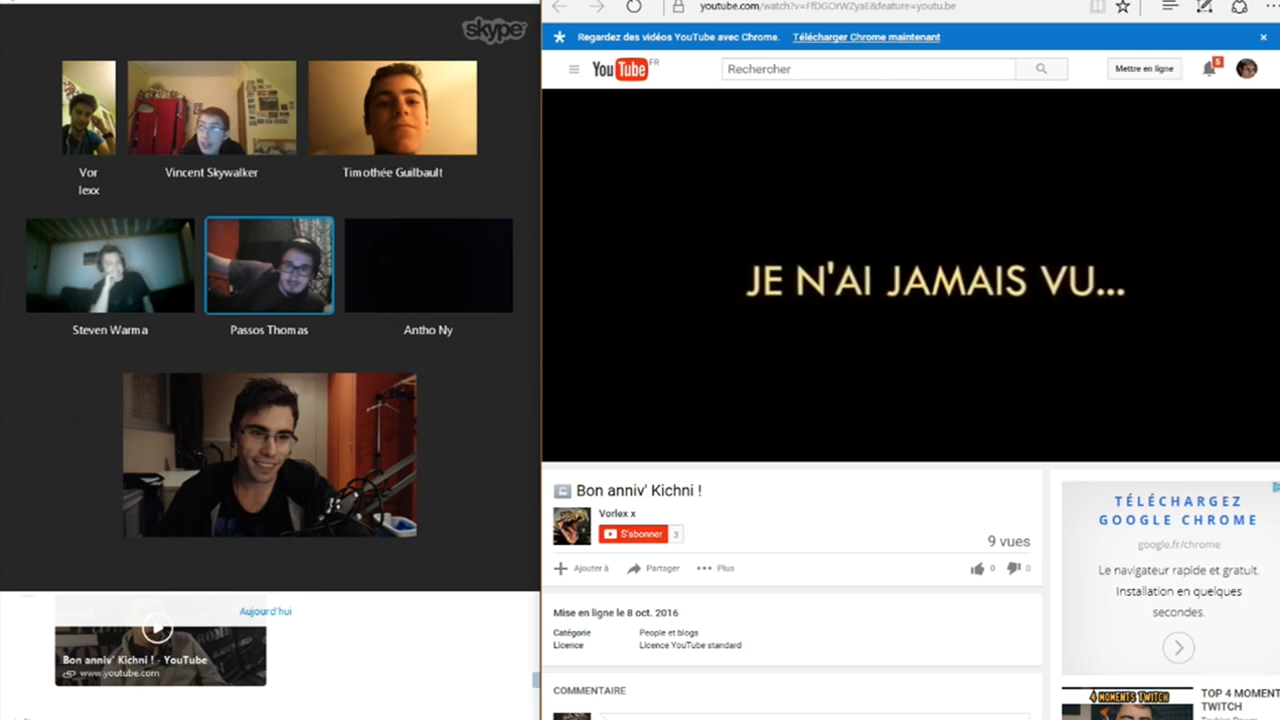 skype
Vor
lexx
Vincent Skywalker
Timothée Guilbault
Steven Warma
Passos Thomas
Antho Ny
Aujourd'hui
Bon anniv' Kichni ! - YouTube
www.youtube.com
youtube.com/watch?v=FfDGOrWZyaE&feature=youtu.be
Regardez des vidéos YouTube avec Chrome. Télécharger Chrome maintenant
YouTube FR
Rechercher
Mettre en ligne
5
JE N'AI JAMAIS VU...
Bon anniv' Kichni !
Vorlex x
S'abonner 3
9 vues
Ajouter à Partager Plus
0 0
Mise en ligne le 8 oct. 2016
Catégorie People et blogs
Licence Licence YouTube standard
COMMENTAIRE
TÉLÉCHARGEZ
GOOGLE CHROME
google.fr/chrome
Le navigateur rapide et gratuit.
Installation en quelques
secondes.
4 MOMENTS TWITCH
TOP 4 MOMENT
TWITCH